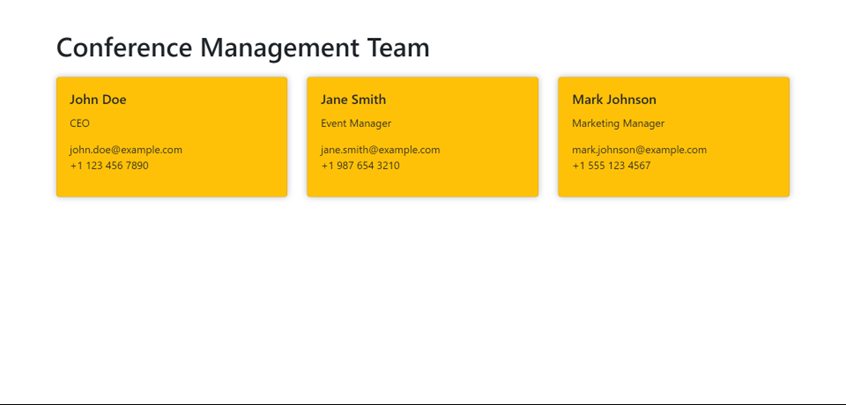 Conference Management Team
John Doe
CEO
john.doe@example.com
+1 123 456 7890
Jane Smith
Event Manager
jane.smith@example.com
+1 987 654 3210
Mark Johnson
Marketing Manager
mark.johnson@example.com
+1 555 123 4567